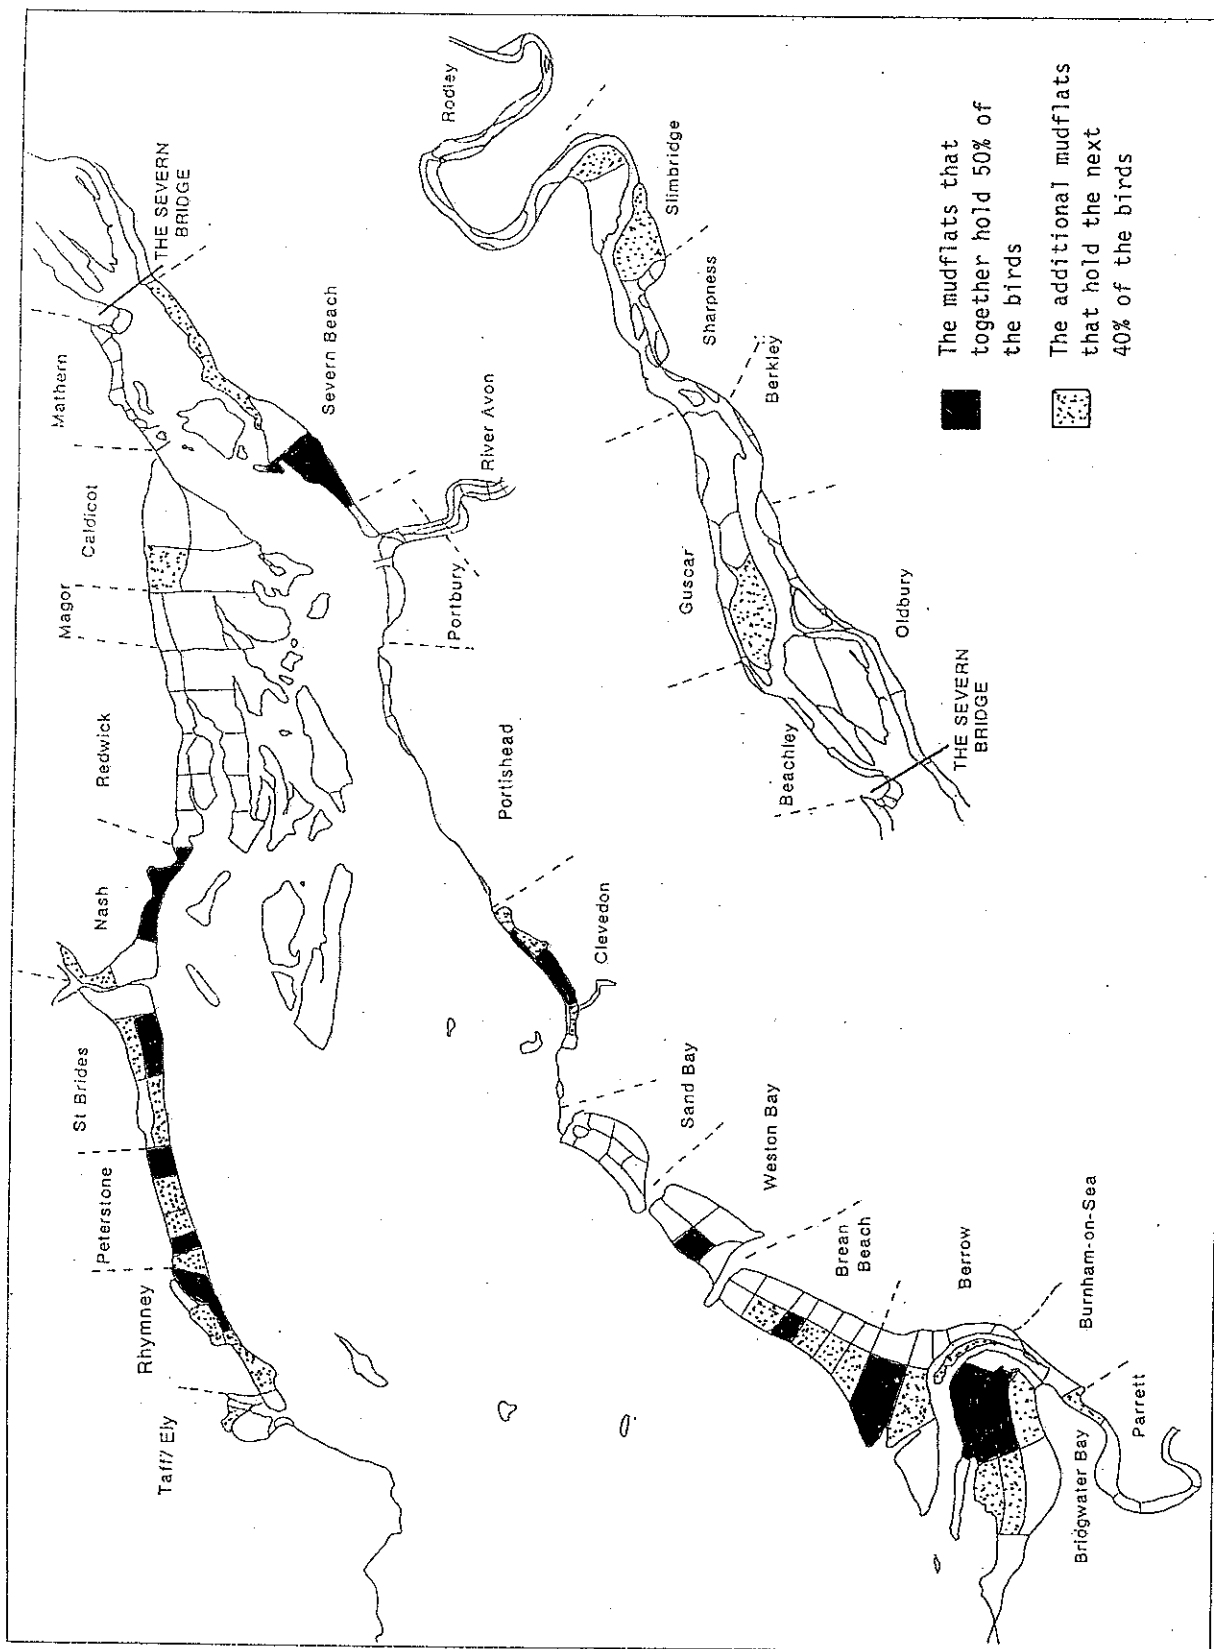 Taff/ Ely
Rhymney
Peterstone
St Brides
Nash
Redwick
Magor
Caldicot
Mathern
THE SEVERN
BRIDGE
Severn Beach
River Avon
Portbury
Portishead
Clevedon
Sand Bay
Weston Bay
Brean
Beach
Berrow
Burnham-on-Sea
Parrett
Bridgwater Bay
Rodley
Slimbridge
Sharpness
Berkley
Guscar
Oldbury
Beachley
THE SEVERN
BRIDGE
The mudflats that
together hold 50% of
the birds
The additional mudflats
that hold the next
40% of the birds